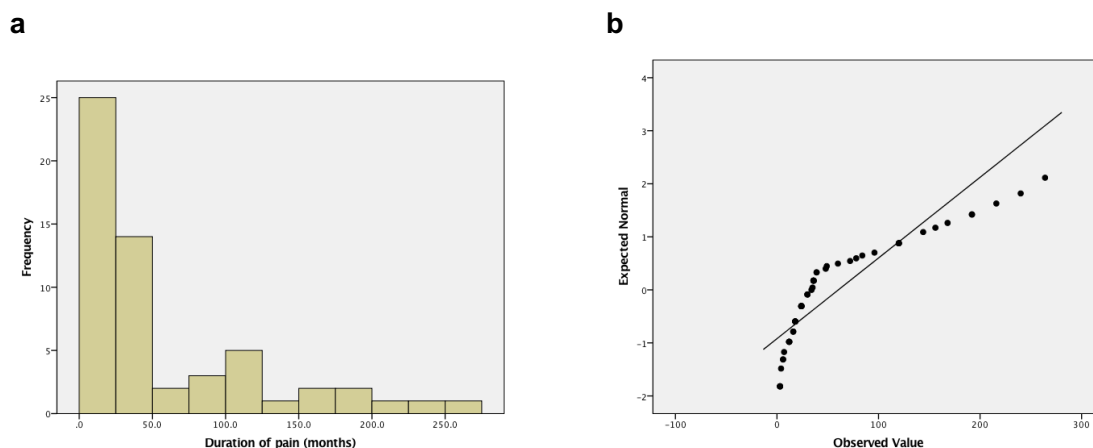 a
b
25
20
15
10
5
0
Frequency
.0 50.0 100.0 150.0 200.0 250.0
Duration of pain (months)
4
3
2
1
0
-1
-2
Expected Normal
-100 0 100 200 300
Observed Value